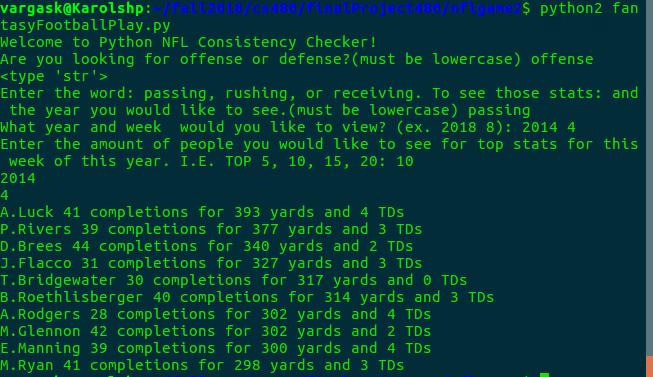 vargask@Karolshp:~/fall2018/cs480/finalProject480/nflgame2$ python2 fan
tasyFootballPlay.py
Welcome to Python NFL Consistency Checker!
Are you looking for offense or defense?(must be lowercase) offense
<type 'str'>
Enter the word: passing, rushing, or receiving. To see those stats: and
the year you would like to see.(must be lowercase) passing
What year and week  would you like to view? (ex. 2018 8): 2014 4
Enter the amount of people you would like to see for top stats for this
week of this year. I.E. TOP 5, 10, 15, 20: 10
2014
4
A.Luck 41 completions for 393 yards and 4 TDs
P.Rivers 39 completions for 377 yards and 3 TDs
D.Brees 44 completions for 340 yards and 2 TDs
J.Flacco 31 completions for 327 yards and 3 TDs
T.Bridgewater 30 completions for 317 yards and 0 TDs
B.Roethlisberger 40 completions for 314 yards and 3 TDs
A.Rodgers 28 completions for 302 yards and 4 TDs
M.Glennon 42 completions for 302 yards and 2 TDs
E.Manning 39 completions for 300 yards and 4 TDs
M.Ryan 41 completions for 298 yards and 3 TDs